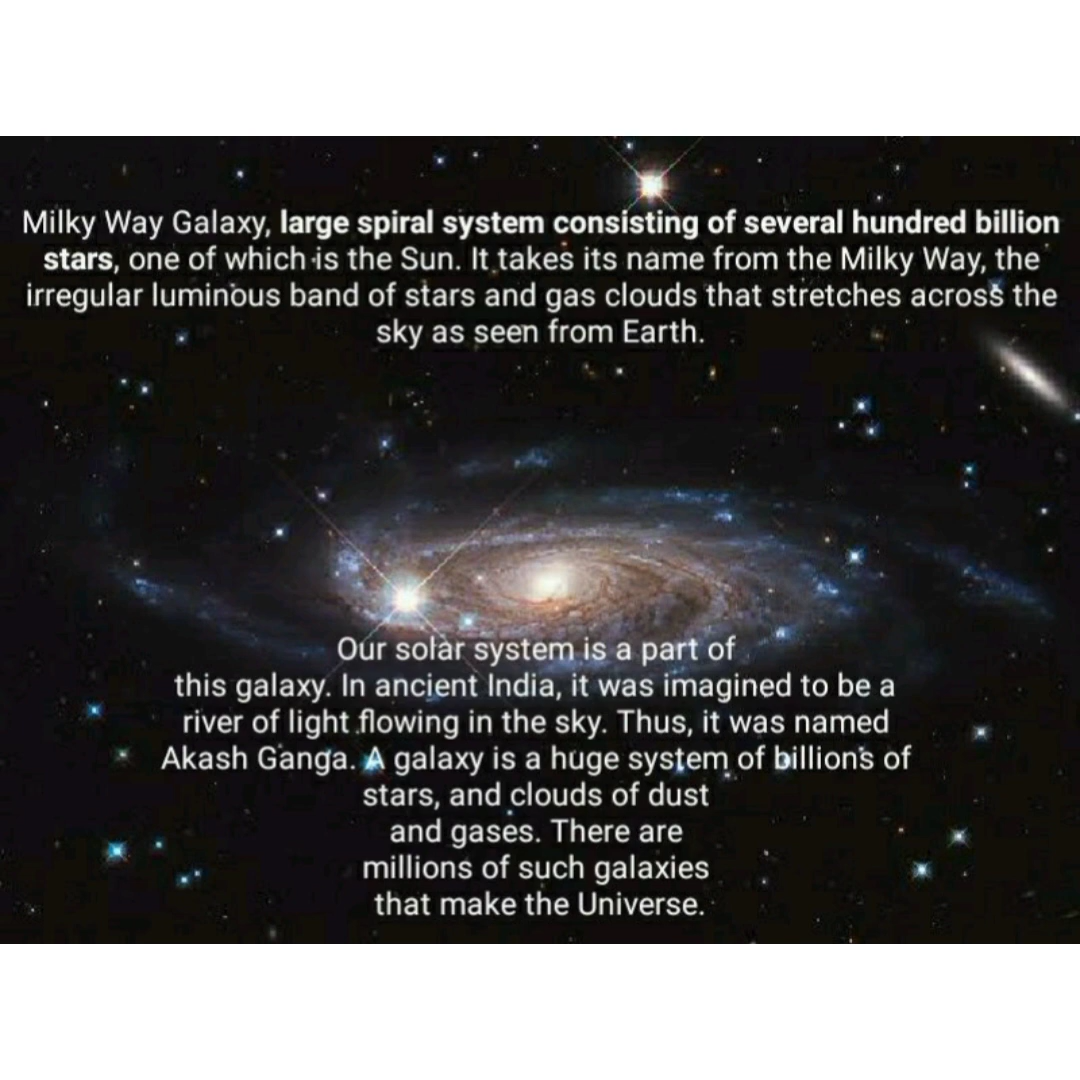 Milky Way Galaxy, large spiral system consisting of several hundred billion
stars, one of which is the Sun. It takes its name from the Milky Way, the
irregular luminous band of stars and gas clouds that stretches across the
sky as seen from Earth.
Our solar system is a part of
this galaxy. In ancient India, it was imagined to be a
river of light flowing in the sky. Thus, it was named
Akash Ganga. A galaxy is a huge system of billions of
stars, and clouds of dust
and gases. There are
millions of such galaxies
that make the Universe.